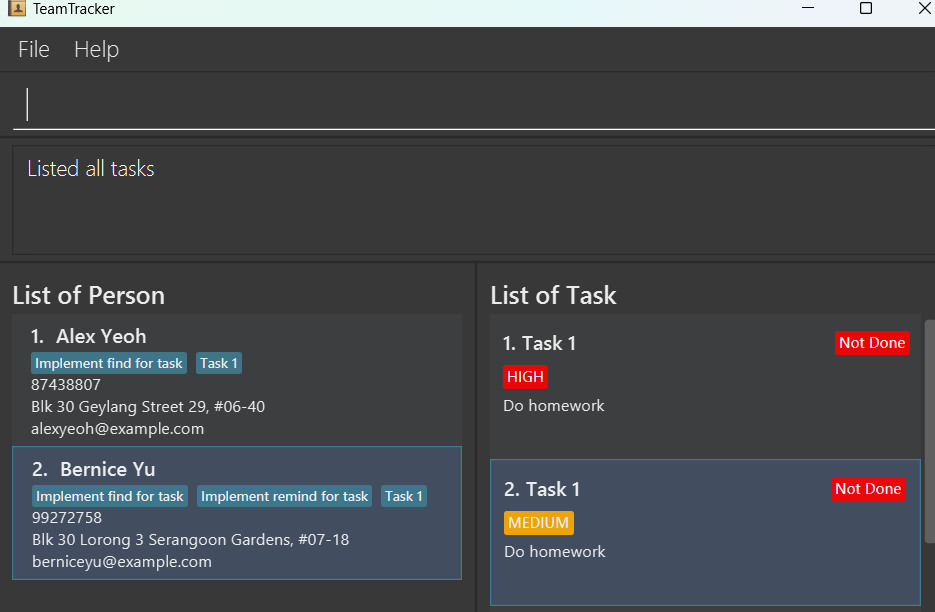 TeamTracker
File Help
Listed all tasks
List of Person
1. Alex Yeoh
Implement find for task Task 1
87438807
Blk 30 Geylang Street 29, #06-40
alexyeoh@example.com
2. Bernice Yu
Implement find for task Implement remind for task Task 1
99272758
Blk 30 Lorong 3 Serangoon Gardens, #07-18
berniceyu@example.com
List of Task
1. Task 1 Not Done
HIGH
Do homework
2. Task 1 Not Done
MEDIUM
Do homework